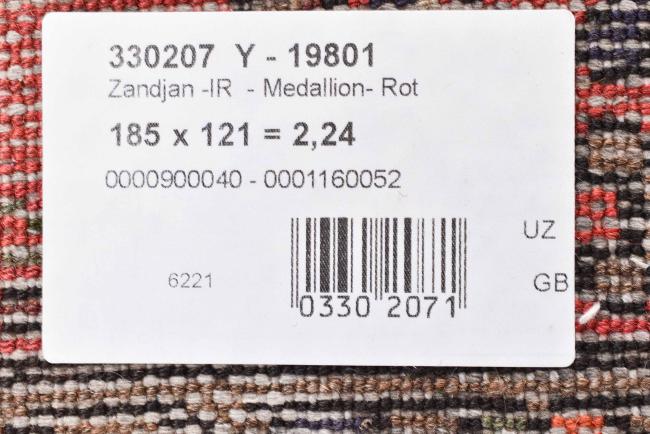 330207 Y - 19801
Zandjan -IR - Medallion- Rot
185 x 121 = 2,24
0000900040 - 0001160052
UZ
6221
GB
0330 2071